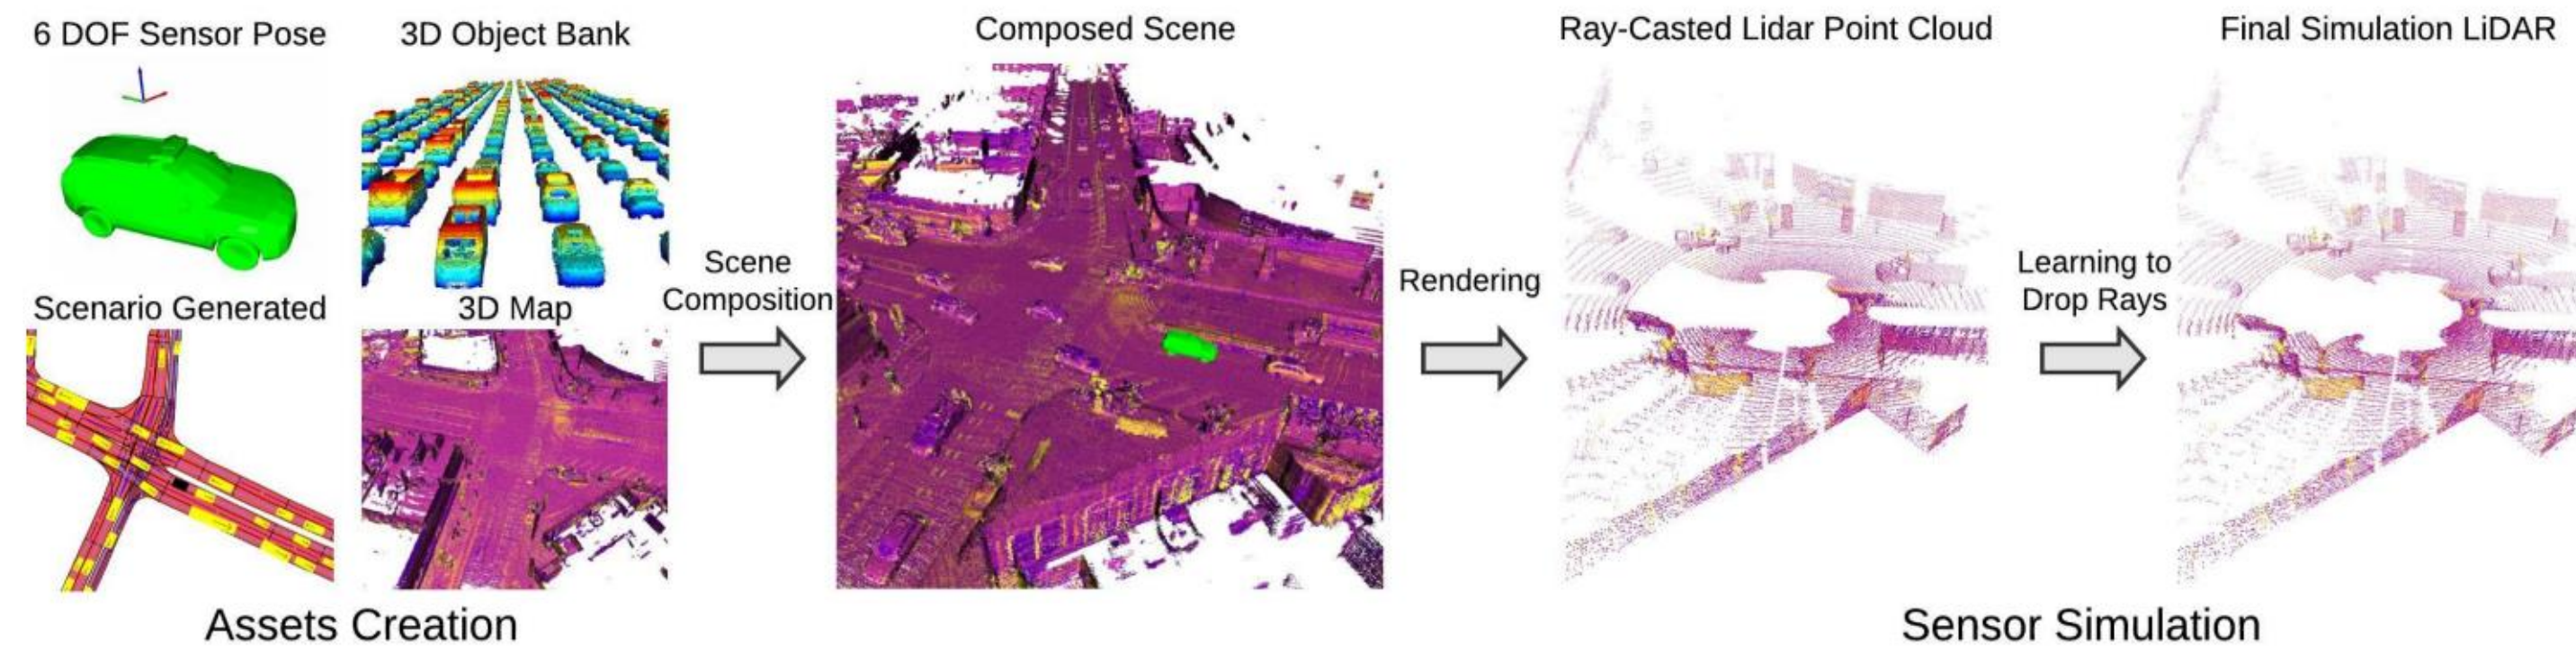 6 DOF Sensor Pose
3D Object Bank
Scenario Generated
3D Map
Assets Creation
Scene
Composition
Composed Scene
Rendering
Ray-Casted Lidar Point Cloud
Learning to
Drop Rays
Final Simulation LiDAR
Sensor Simulation